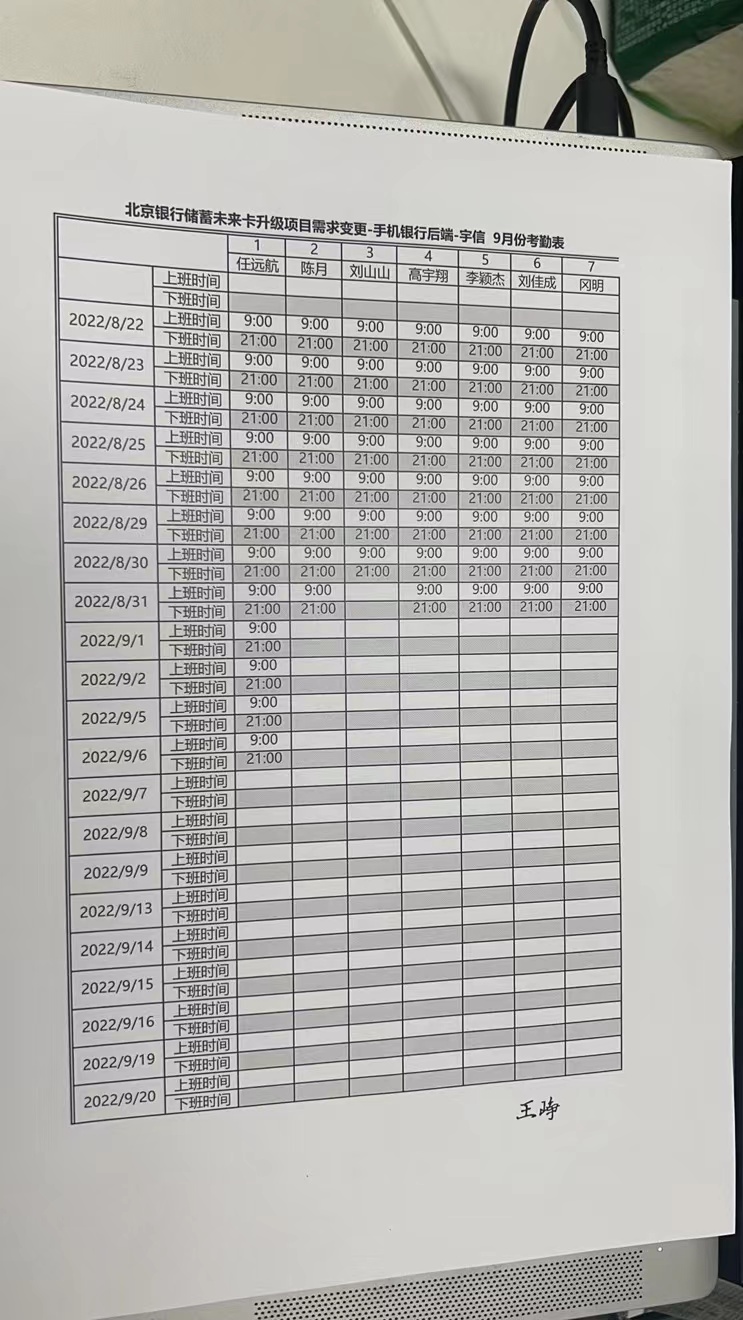 北京银行储蓄未来卡升级项目需求变更-手机银行后端-宇信 9月份考勤表
1 2 3 4 5 6 7
任远航 陈月 刘山山 高宇翔 李颖杰 刘佳成 冈明
上班时间
下班时间
2022/8/22 上班时间 9:00 9:00 9:00 9:00 9:00 9:00 9:00
下班时间 21:00 21:00 21:00 21:00 21:00 21:00 21:00
2022/8/23 上班时间 9:00 9:00 9:00 9:00 9:00 9:00 9:00
下班时间 21:00 21:00 21:00 21:00 21:00 21:00 21:00
2022/8/24 上班时间 9:00 9:00 9:00 9:00 9:00 9:00 9:00
下班时间 21:00 21:00 21:00 21:00 21:00 21:00 21:00
2022/8/25 上班时间 9:00 9:00 9:00 9:00 9:00 9:00 9:00
下班时间 21:00 21:00 21:00 21:00 21:00 21:00 21:00
2022/8/26 上班时间 9:00 9:00 9:00 9:00 9:00 9:00 9:00
下班时间 21:00 21:00 21:00 21:00 21:00 21:00 21:00
2022/8/29 上班时间 9:00 9:00 9:00 9:00 9:00 9:00 9:00
下班时间 21:00 21:00 21:00 21:00 21:00 21:00 21:00
2022/8/30 上班时间 9:00 9:00 9:00 9:00 9:00 9:00 9:00
下班时间 21:00 21:00 21:00 21:00 21:00 21:00 21:00
2022/8/31 上班时间 9:00 9:00 9:00 9:00 9:00 9:00
下班时间 21:00 21:00 21:00 21:00 21:00 21:00
2022/9/1 上班时间 9:00
下班时间 21:00
2022/9/2 上班时间 9:00
下班时间 21:00
2022/9/5 上班时间 9:00
下班时间 21:00
2022/9/6 上班时间 9:00
下班时间 21:00
2022/9/7 上班时间
下班时间
2022/9/8 上班时间
下班时间
2022/9/9 上班时间
下班时间
2022/9/13 上班时间
下班时间
2022/9/14 上班时间
下班时间
2022/9/15 上班时间
下班时间
2022/9/16 上班时间
下班时间
2022/9/19 上班时间
下班时间
2022/9/20 上班时间
下班时间
王峥